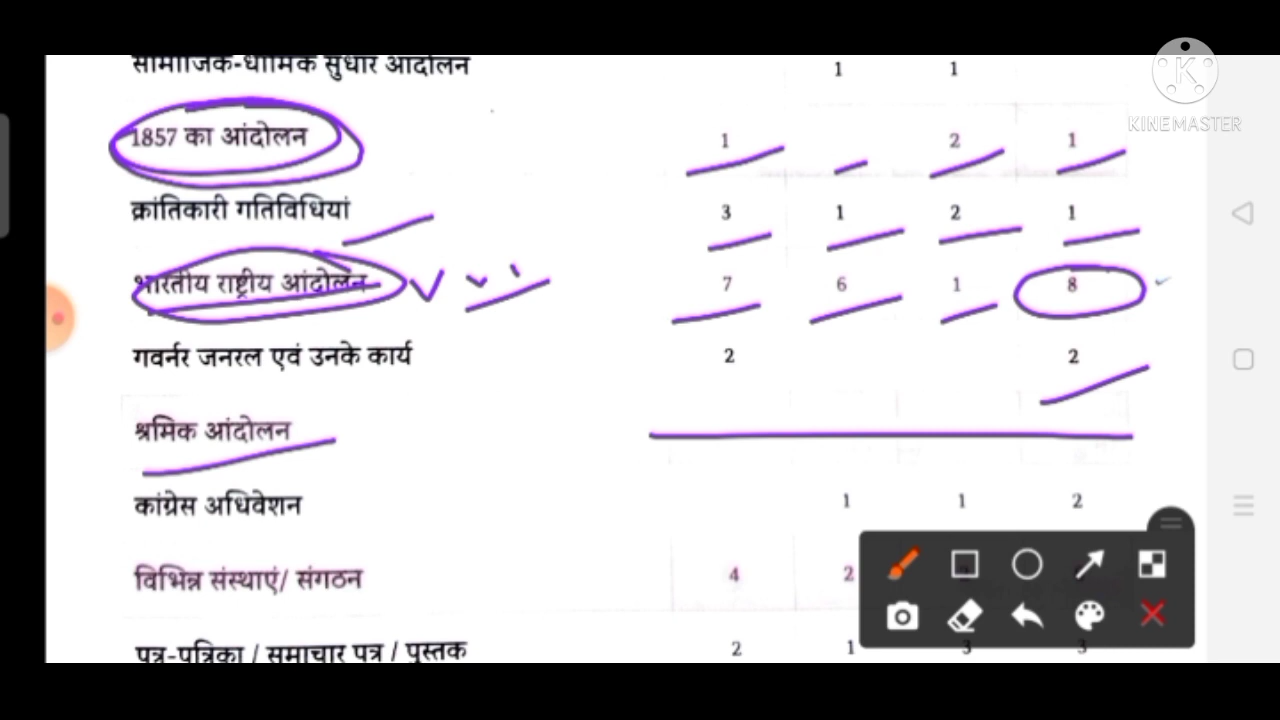 सामाजिक-धार्मिक सुधार आंदोलन 1 1
KINEMASTER
1857 का आंदोलन 1 2 1
क्रांतिकारी गतिविधियां 3 1 2 1
भारतीय राष्ट्रीय आंदोलन 7 6 1 8
गवर्नर जनरल एवं उनके कार्य 2 2
श्रमिक आंदोलन
कांग्रेस अधिवेशन 1 1 2
विभिन्न संस्थाएं/ संगठन 4 2
पत्र-पत्रिका / समाचार पत्र / पुस्तक 2 1 3 3